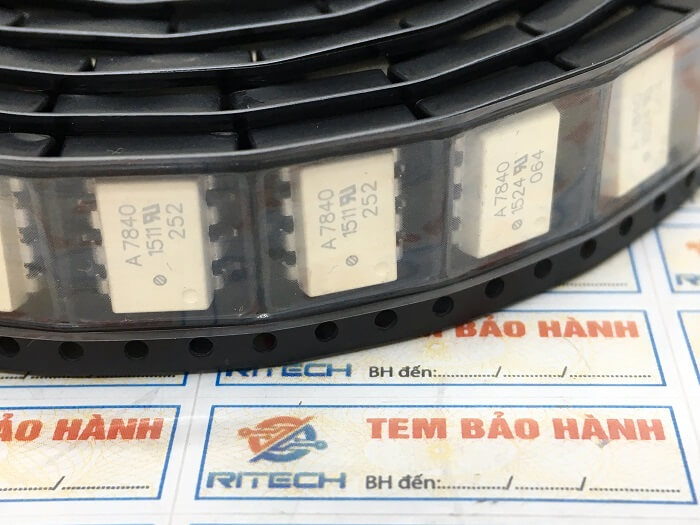 A 7840
1511
252
A 7840
1511
252
A 7840
1524
064
TEM BẢO HÀNH
RITECH
BH đến:............/............/............
ẢO HÀNH
TEM BẢO HÀNH
RITECH
BH đến:............/............/............